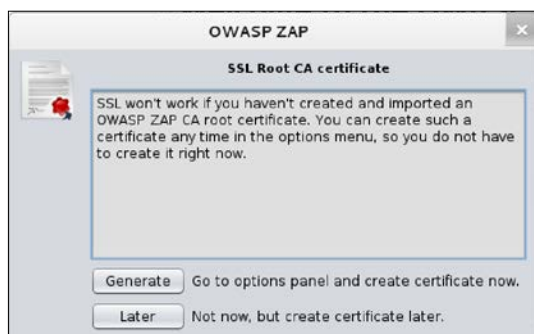 OWASP ZAP
SSL Root CA certificate
SSL won't work if you haven't created and imported an
OWASP ZAP CA root certificate. You can create such a
certificate any time in the options menu, so you do not have
to create it right now.
Generate Go to options panel and create certificate now.
Later Not now, but create certificate later.